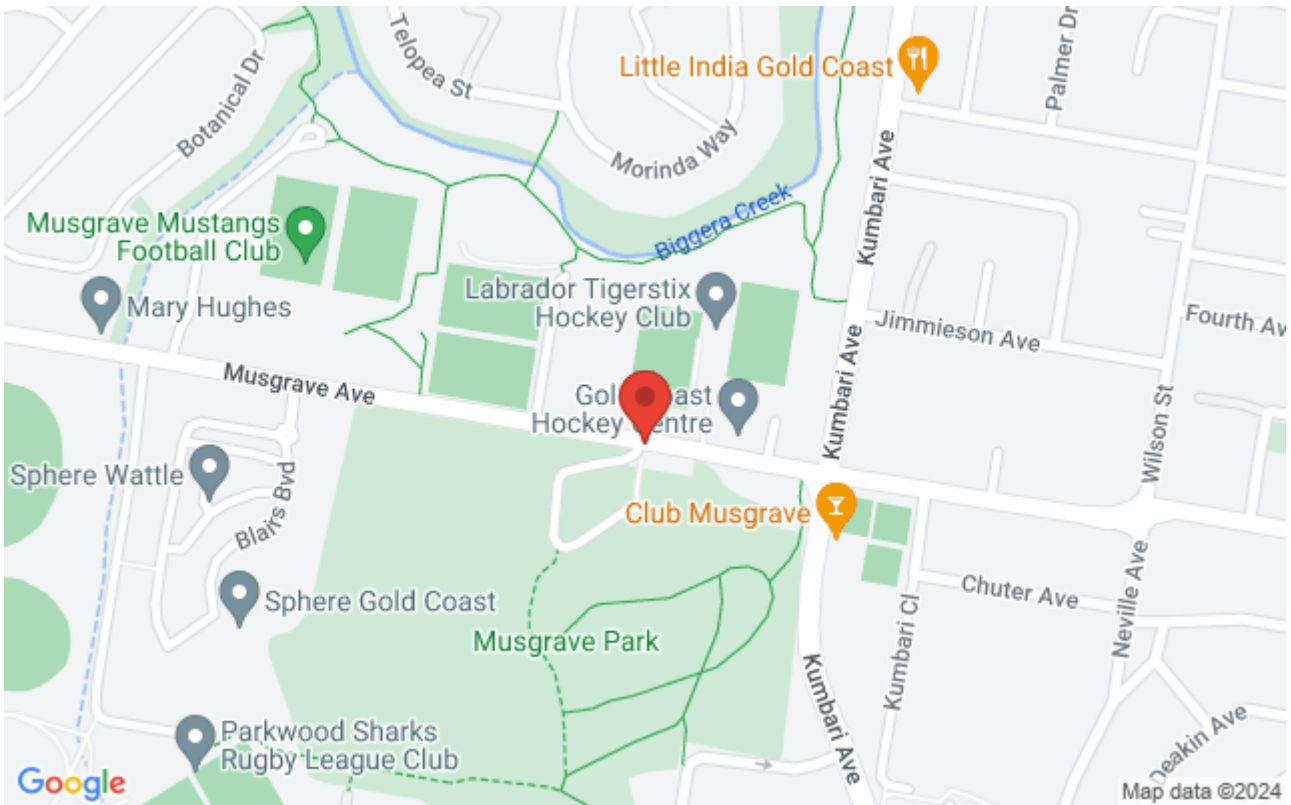 Telopea St
Palmer Dr
Little India Gold Coast
Botanical Dr
Morinda Way
Kumbari Ave
Musgrave Mustangs
Football Club
Biggera Creek
Mary Hughes
Labrador Tigerstix
Hockey Club
Jimmieson Ave
Fourth Av
Kumbari Ave
Musgrave Ave
Gol ast
Hockey Centre
Wilson St
Sphere Wattle
Blairs Bvd
Club Musgrave
Sphere Gold Coast
Chuter Ave
Musgrave Park
Kumbari Cl
Neville Ave
Kumbari Ave
Parkwood Sharks
Rugby League Club
Deakin Ave
Google
Map data ©2024